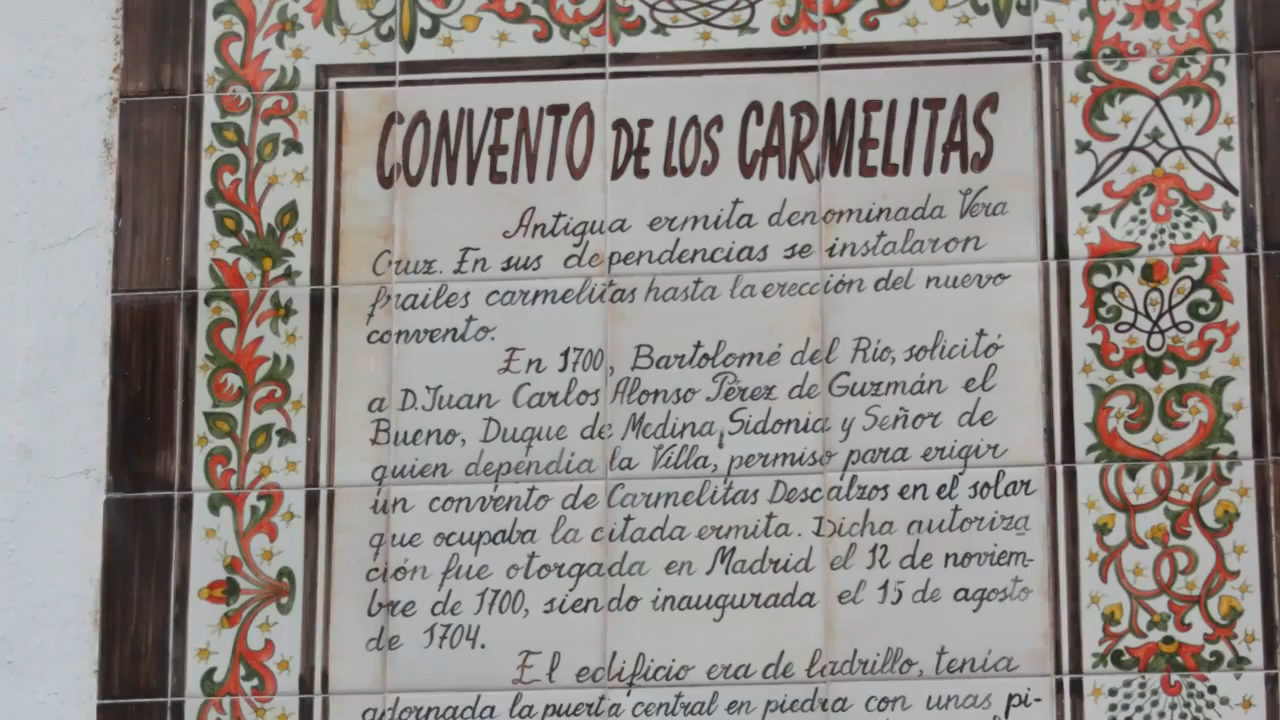 CONVENTO DE LOS CARMELITAS
Antigua ermita denominada Vera
Cruz. En sus dependencias se instalaron
frailes carmelitas hasta la erección del nuevo
convento.
En 1700, Bartolomé del Río, solicitó
a D. Juan Carlos Alonso Pérez de Guzmán el
Bueno, Duque de Medina Sidonia y Señor de
quien dependía la Villa, permiso para erigir
un convento de Carmelitas Descalzos en el solar
que ocupaba la citada ermita. Dicha autoriza
ción fue otorgada en Madrid el 12 de noviem-
bre de 1700, siendo inaugurada el 15 de agosto
de 1704.
El edificio era de ladrillo, tenía
adornada la puerta central en piedra con unas pi-